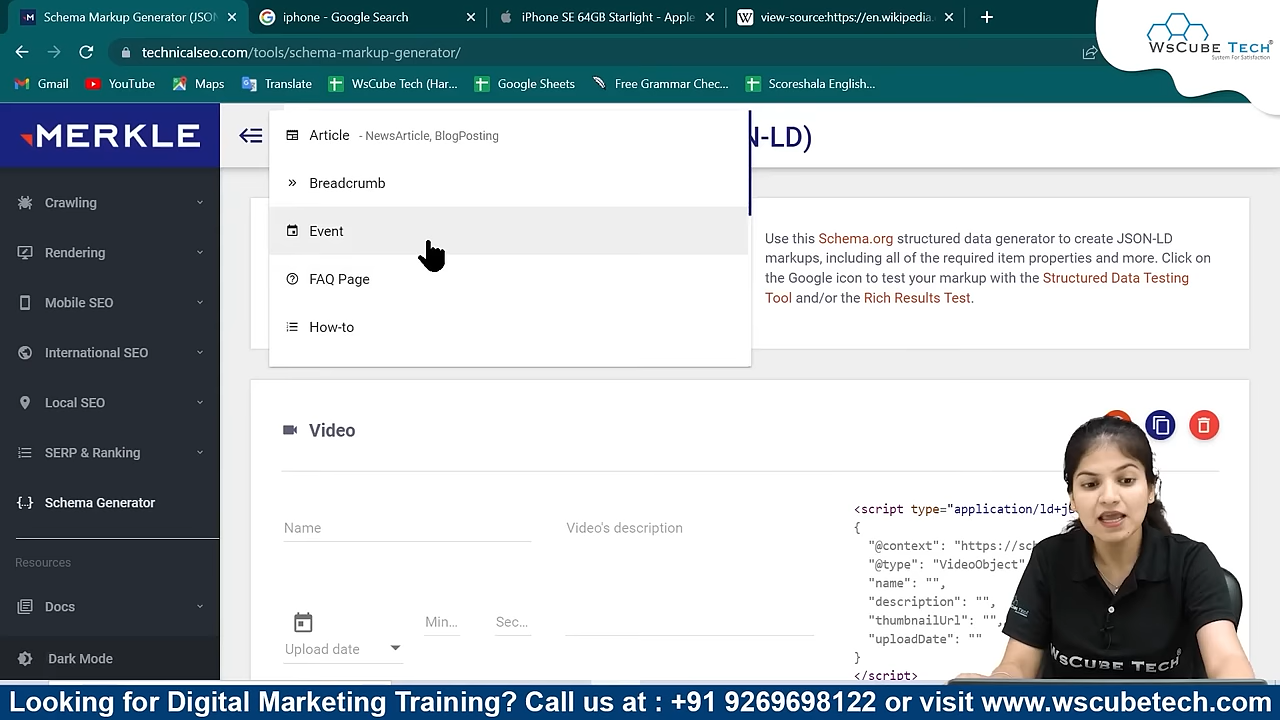 Schema Markup Generator (JSON
iphone - Google Search
iPhone SE 64GB Starlight - Apple
view-source:https://en.wikipedia.
technicalseo.com/tools/schema-markup-generator/
WsCube Tech
System For Satisfaction
Gmail
YouTube
Maps
Translate
WsCube Tech (Har...
Google Sheets
Free Grammar Chec...
Scoreshala English...
MERKLE
N-LD)
Article - NewsArticle, BlogPosting
Breadcrumb
Event
FAQ Page
How-to
Crawling
Rendering
Mobile SEO
International SEO
Local SEO
SERP & Ranking
Schema Generator
Resources
Docs
Dark Mode
Use this Schema.org structured data generator to create JSON-LD
markups, including all of the required item properties and more. Click on
the Google icon to test your markup with the Structured Data Testing
Tool and/or the Rich Results Test.
Video
Name
Video's description
Min...
Sec...
Upload date
<script type="application/ld+j
{
"@context": "https://sch
"@type": "VideoObject"
"name": "",
"description": "",
"thumbnailUrl": "",
"uploadDate": ""
}
</script>
WsCube Tech
Looking for Digital Marketing Training? Call us at : +91 9269698122 or visit www.wscubetech.com